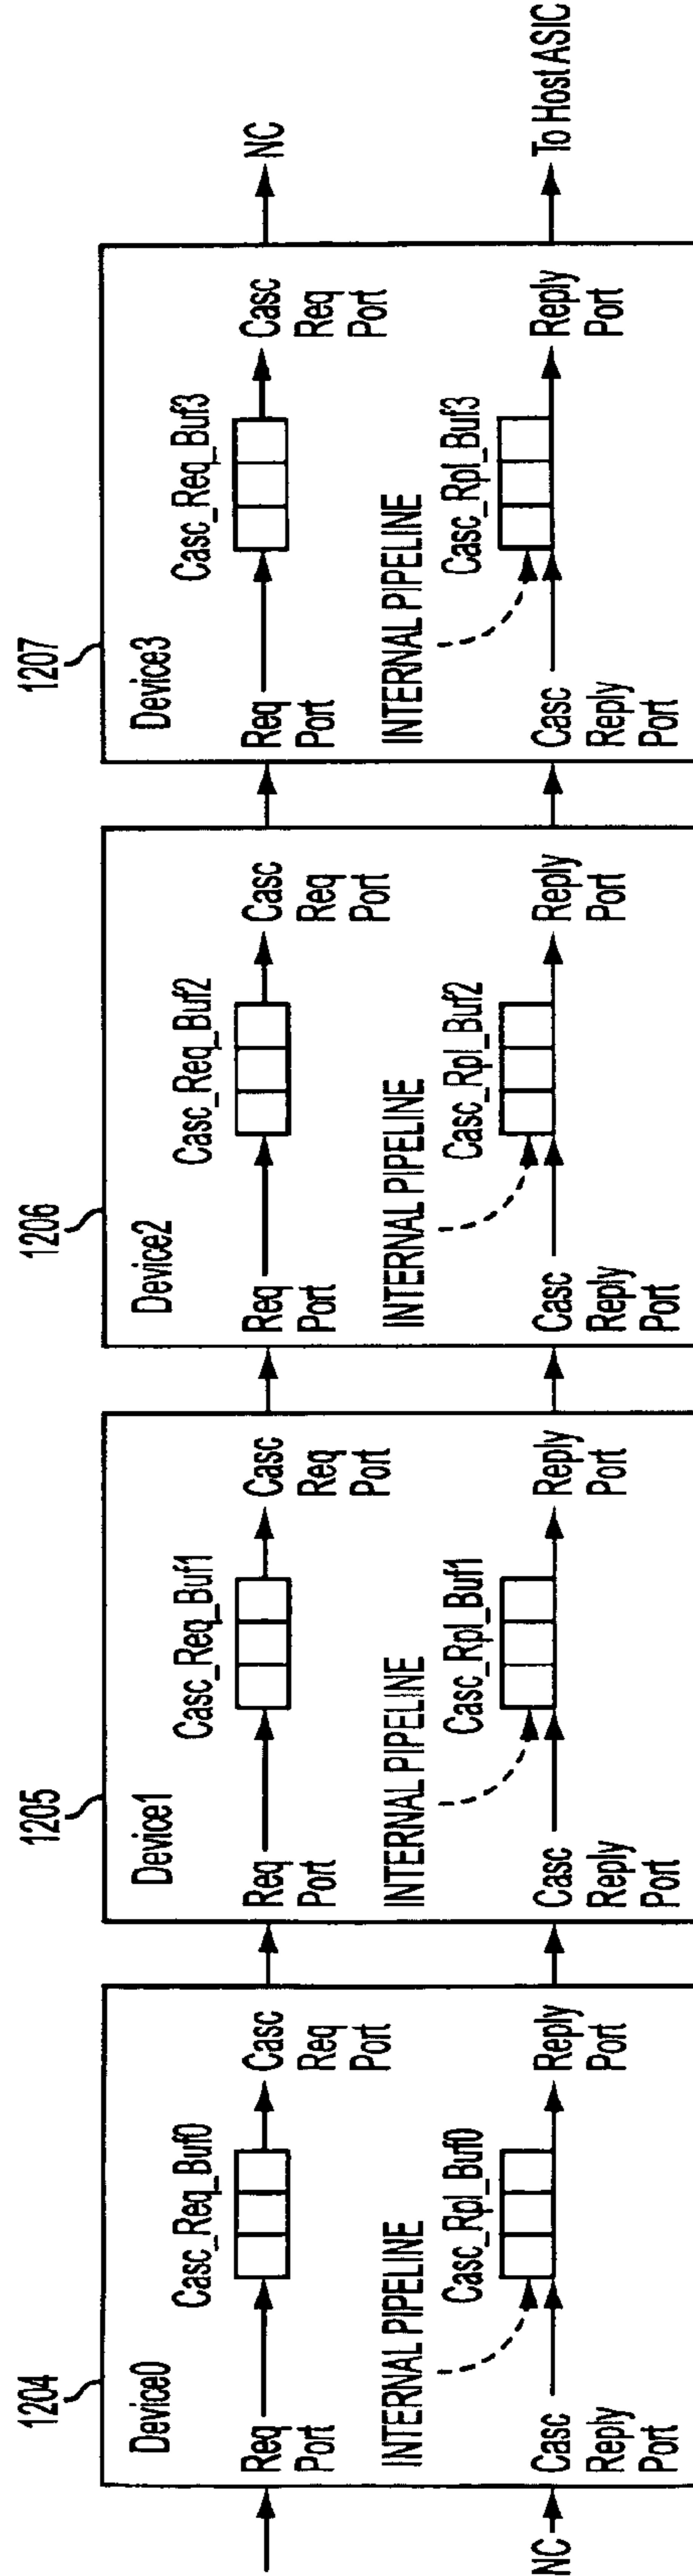 1204
Device0
Req
Port
Casc_Req_Buf0
Casc
Req
Port
INTERNAL PIPELINE
Casc_Rpl_Buf0
NC
Casc
Reply
Port
Reply
Port
1205
Device1
Req
Port
Casc_Req_Buf1
Casc
Req
Port
INTERNAL PIPELINE
Casc_Rpl_Buf1
Casc
Reply
Port
Reply
Port
1206
Device2
Req
Port
Casc_Req_Buf2
Casc
Req
Port
INTERNAL PIPELINE
Casc_Rpl_Buf2
Casc
Reply
Port
Reply
Port
1207
Device3
Req
Port
Casc_Req_Buf3
Casc
Req
Port
NC
INTERNAL PIPELINE
Casc_Rpl_Buf3
Casc
Reply
Port
Reply
Port
To Host ASIC